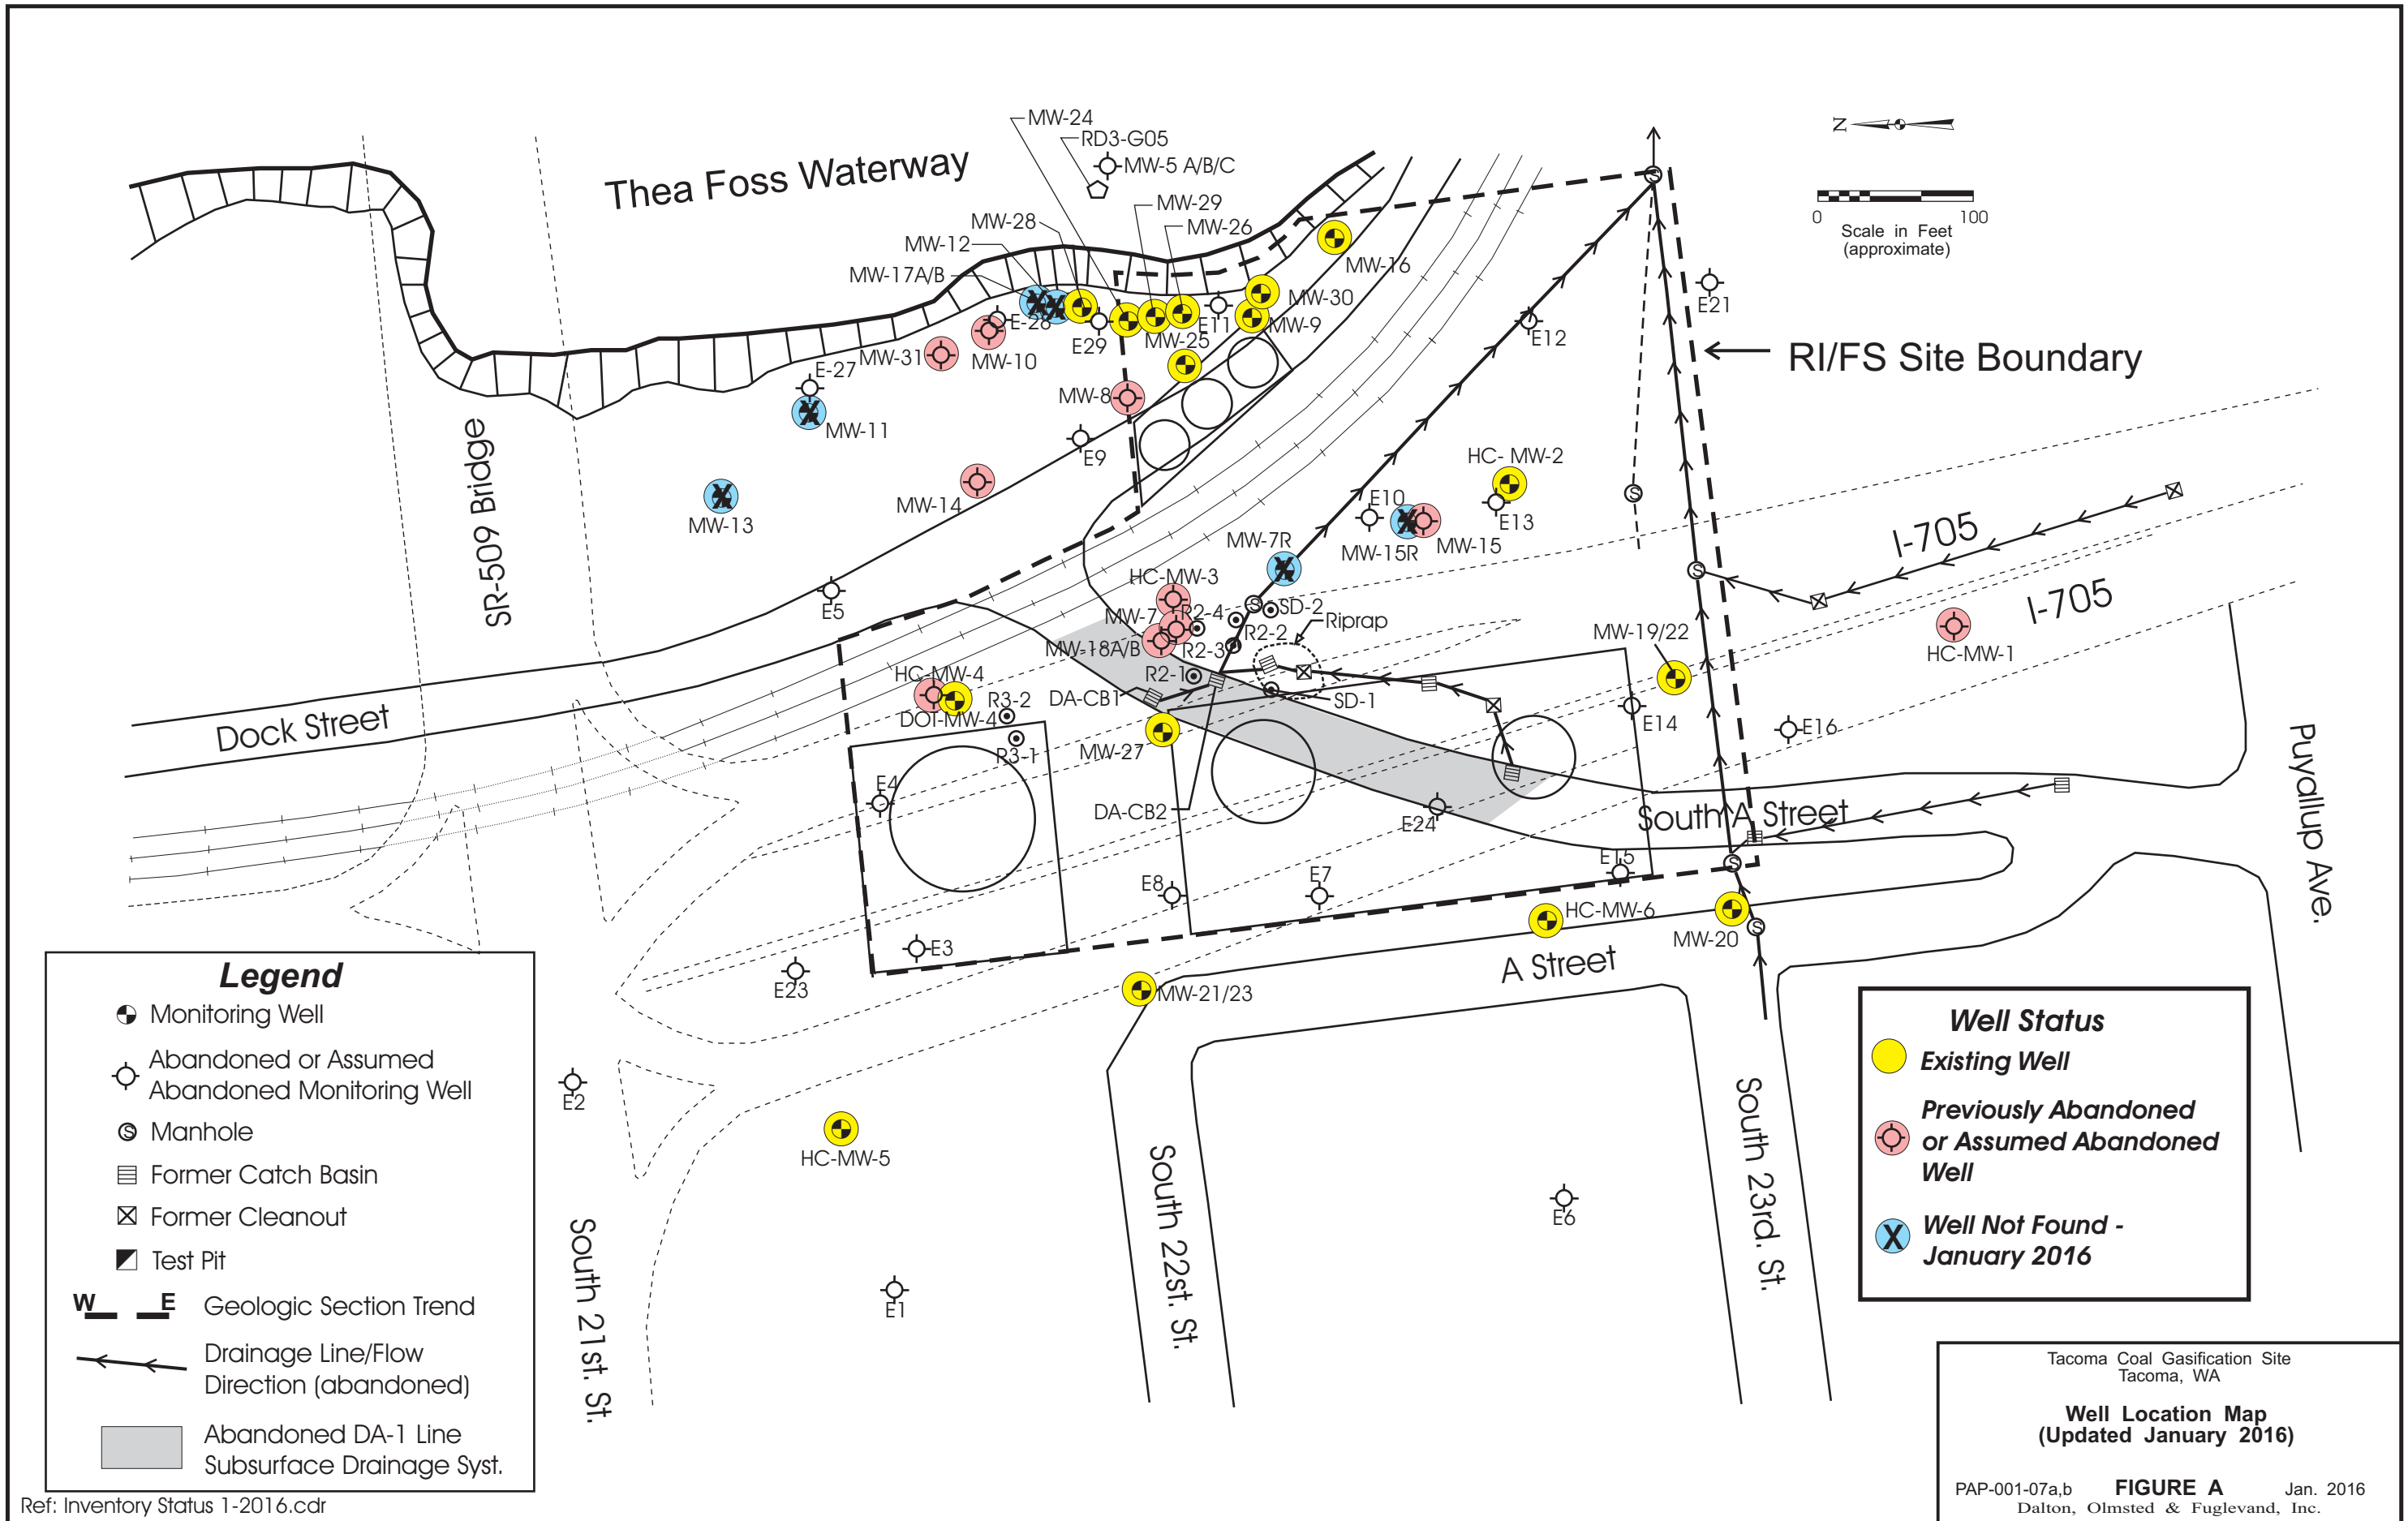 MW-24
RD3-G05
MW-5 A/B/C
N
Thea Foss Waterway
MW-29
MW-28
MW-26
MW-12
MW-17A/B
0
100
Scale in Feet
(approximate)
MW-16
MW-30
E21
E-28
E11
MW-9
E29
MW-25
E12
MW-31
MW-10
RI/FS Site Boundary
E-27
MW-8
MW-11
E9
SR-509 Bridge
HC- MW-2
MW-14
E10
E13
MW-13
MW-15
MW-15R
MW-7R
I-705
HC-MW-3
I-705
E5
R2-4
SD-2
MW-7
Riprap
R2-2
MW-19/22
MW-18A/B
R2-3
HC-MW-1
HC-MW-4
R2-1
DA-CB1
SD-1
R3-2
DOT-MW-4
E14
E16
Dock Street
MW-27
R3-1
Puyallup Ave.
E4
DA-CB2
E24
South A Street
E15
E8
E7
HC-MW-6
MW-20
E3
A Street
E23
MW-21/23
Legend
Monitoring Well
Abandoned or Assumed
Abandoned Monitoring Well
S Manhole
Former Catch Basin
Former Cleanout
Test Pit
W E Geologic Section Trend
Drainage Line/Flow
Direction (abandoned)
Abandoned DA-1 Line
Subsurface Drainage Syst.
E2
HC-MW-5
E1
E6
South 21st. St.
South 22st. St.
South 23rd. St.
Well Status
Existing Well
Previously Abandoned
or Assumed Abandoned
Well
X Well Not Found -
January 2016
Tacoma Coal Gasification Site
Tacoma, WA
Well Location Map
(Updated January 2016)
PAP-001-07a,b FIGURE A Jan. 2016
Dalton, Olmsted & Fuglevand, Inc.
Ref: Inventory Status 1-2016.cdr